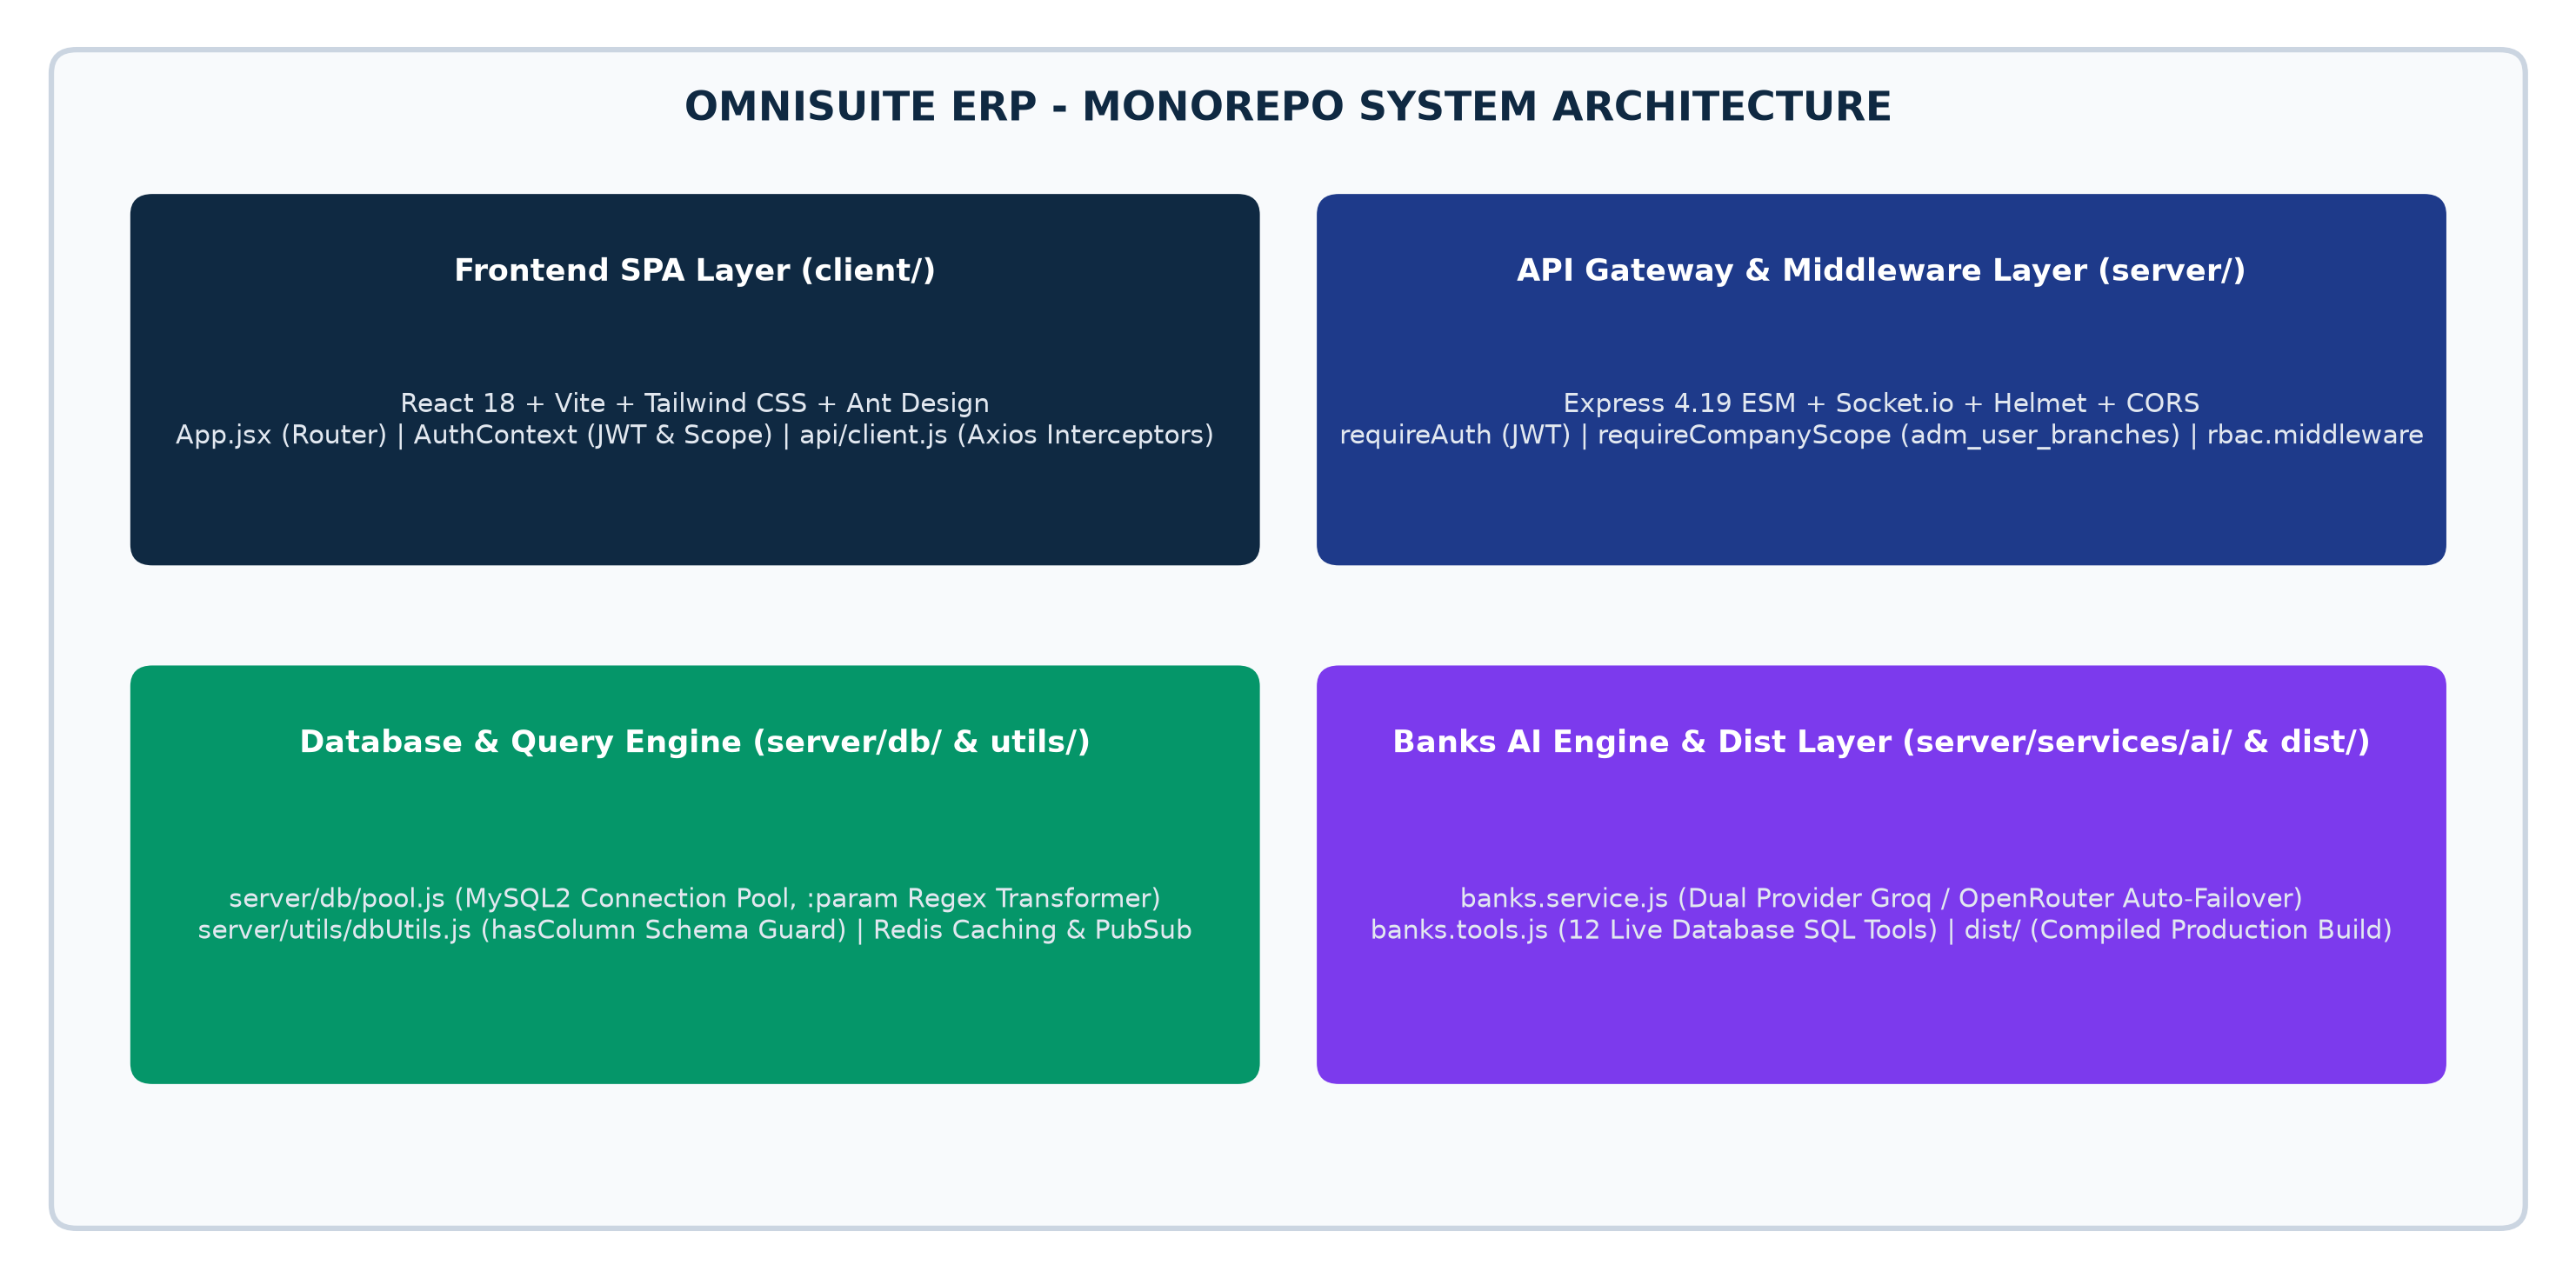 OMNISUITE ERP - MONOREPO SYSTEM ARCHITECTURE
Frontend SPA Layer (client/)
React 18 + Vite + Tailwind CSS + Ant Design
App.jsx (Router) | AuthContext (JWT & Scope) | api/client.js (Axios Interceptors)
API Gateway & Middleware Layer (server/)
Express 4.19 ESM + Socket.io + Helmet + CORS
requireAuth (JWT) | requireCompanyScope (adm_user_branches) | rbac.middleware
Database & Query Engine (server/db/ & utils/)
server/db/pool.js (MySQL2 Connection Pool, :param Regex Transformer)
server/utils/dbUtils.js (hasColumn Schema Guard) | Redis Caching & PubSub
Banks AI Engine & Dist Layer (server/services/ai/ & dist/)
banks.service.js (Dual Provider Groq / OpenRouter Auto-Failover)
banks.tools.js (12 Live Database SQL Tools) | dist/ (Compiled Production Build)